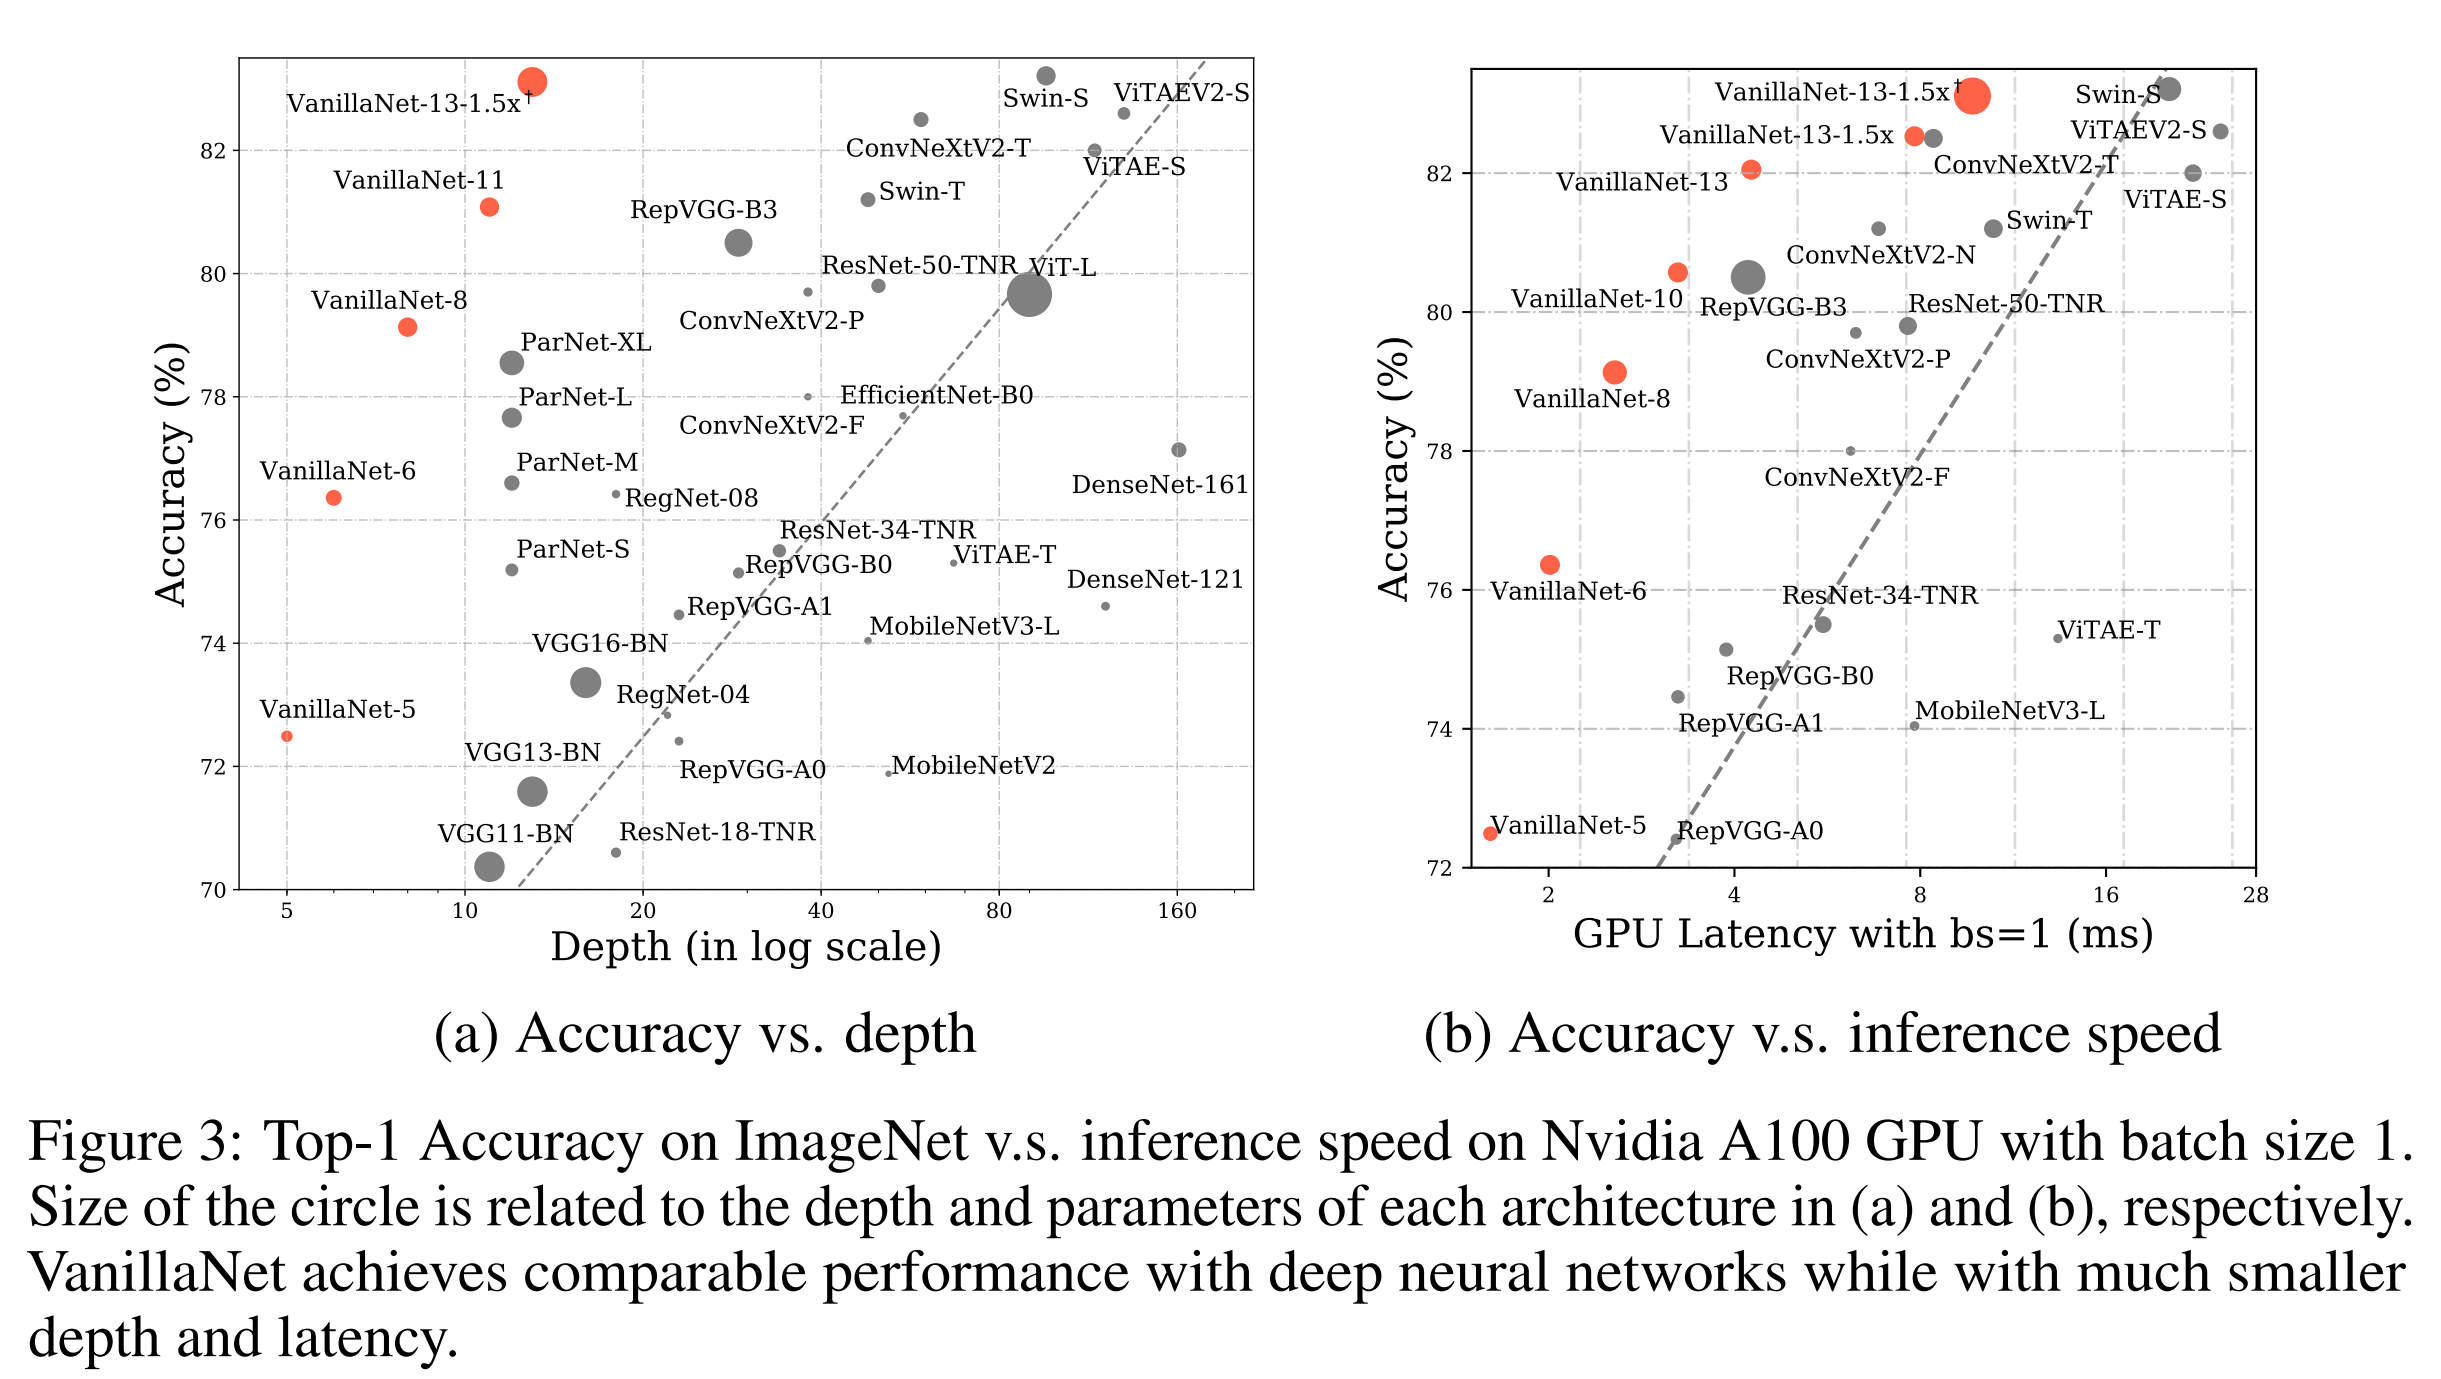 VanillaNet-13-1.5x†
Swin-S
ViTAEV2-S
ConvNeXtV2-T
ViTAE-S
VanillaNet-11
Swin-T
RepVGG-B3
ResNet-50-TNR
ViT-L
VanillaNet-8
ConvNeXtV2-P
ParNet-XL
ParNet-L
EfficientNet-B0
ConvNeXtV2-F
VanillaNet-6
ParNet-M
RegNet-08
DenseNet-161
ResNet-34-TNR
ParNet-S
RepVGG-B0
ViTAE-T
DenseNet-121
RepVGG-A1
MobileNetV3-L
VGG16-BN
RegNet-04
VanillaNet-5
VGG13-BN
RepVGG-A0
MobileNetV2
VGG11-BN
ResNet-18-TNR
82
80
78
76
74
72
70
Accuracy (%)
5 10 20 40 80 160
Depth (in log scale)
VanillaNet-13-1.5x†
Swin-S
VanillaNet-13-1.5x
ViTAEV2-S
ConvNeXtV2-T
VanillaNet-13
ViTAE-S
Swin-T
ConvNeXtV2-N
VanillaNet-10
RepVGG-B3
ResNet-50-TNR
ConvNeXtV2-P
VanillaNet-8
ConvNeXtV2-F
VanillaNet-6
ResNet-34-TNR
ViTAE-T
RepVGG-B0
RepVGG-A1
MobileNetV3-L
VanillaNet-5
RepVGG-A0
82
80
78
76
74
72
Accuracy (%)
2 4 8 16 28
GPU Latency with bs=1 (ms)
(a) Accuracy vs. depth
(b) Accuracy v.s. inference speed
Figure 3: Top-1 Accuracy on ImageNet v.s. inference speed on Nvidia A100 GPU with batch size 1.
Size of the circle is related to the depth and parameters of each architecture in (a) and (b), respectively.
VanillaNet achieves comparable performance with deep neural networks while with much smaller
depth and latency.